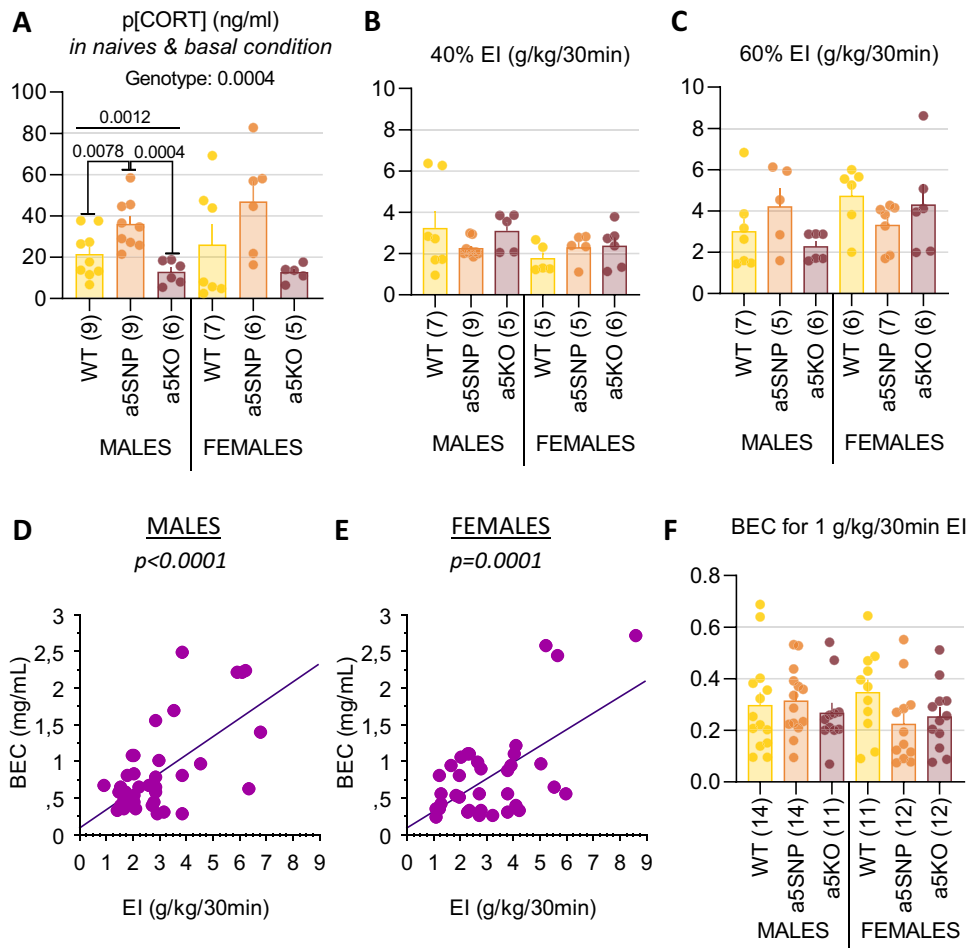 A
p[CORT] (ng/ml)
in naives & basal condition
Genotype: 0.0004
0.0012
0.0078
0.0004
100
80
60
40
20
0
WT (9)
a5SNP (9)
a5KO (6)
WT (7)
a5SNP (6)
a5KO (5)
MALES
FEMALES
B
40% EI (g/kg/30min)
10
8
6
4
2
0
WT (7)
a5SNP (9)
a5KO (5)
WT (5)
a5SNP (5)
a5KO (6)
MALES
FEMALES
C
60% EI (g/kg/30min)
10
8
6
4
2
0
WT (7)
a5SNP (5)
a5KO (6)
WT (6)
a5SNP (7)
a5KO (6)
MALES
FEMALES
D
MALES
p<0.0001
BEC (mg/mL)
3
2,5
2
1,5
1
,5
0
0 1 2 3 4 5 6 7 8 9
EI (g/kg/30min)
E
FEMALES
p=0.0001
BEC (mg/mL)
3
2,5
2
1,5
1
,5
0
0 1 2 3 4 5 6 7 8 9
EI (g/kg/30min)
F
BEC for 1 g/kg/30min EI
0.8
0.6
0.4
0.2
0.0
WT (14)
a5SNP (14)
a5KO (11)
WT (11)
a5SNP (12)
a5KO (12)
MALES
FEMALES